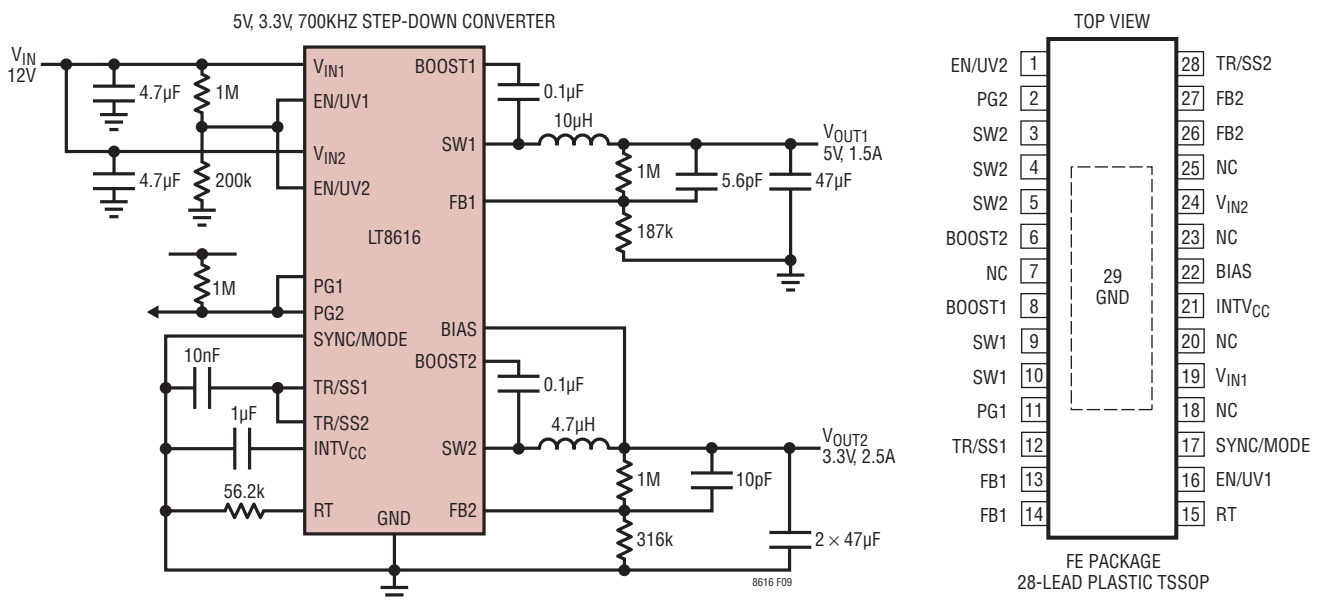 5V, 3.3V, 700KHZ STEP-DOWN CONVERTER
VIN
12V
4.7µF
1M
4.7µF
200k
1M
10nF
1µF
56.2k
VIN1
EN/UV1
VIN2
EN/UV2
LT8616
PG1
PG2
SYNC/MODE
TR/SS1
TR/SS2
INTVCC
RT
GND
BOOST1
SW1
FB1
BIAS
BOOST2
SW2
FB2
0.1µF
10µH
1M
5.6pF
47µF
187k
VOUT1
5V, 1.5A
0.1µF
4.7µH
1M
10pF
316k
2 × 47µF
VOUT2
3.3V, 2.5A
8616 F09
TOP VIEW
EN/UV2 1
PG2 2
SW2 3
SW2 4
SW2 5
BOOST2 6
NC 7
BOOST1 8
SW1 9
SW1 10
PG1 11
TR/SS1 12
FB1 13
FB1 14
29
GND
28 TR/SS2
27 FB2
26 FB2
25 NC
24 VIN2
23 NC
22 BIAS
21 INTVCC
20 NC
19 VIN1
18 NC
17 SYNC/MODE
16 EN/UV1
15 RT
FE PACKAGE
28-LEAD PLASTIC TSSOP